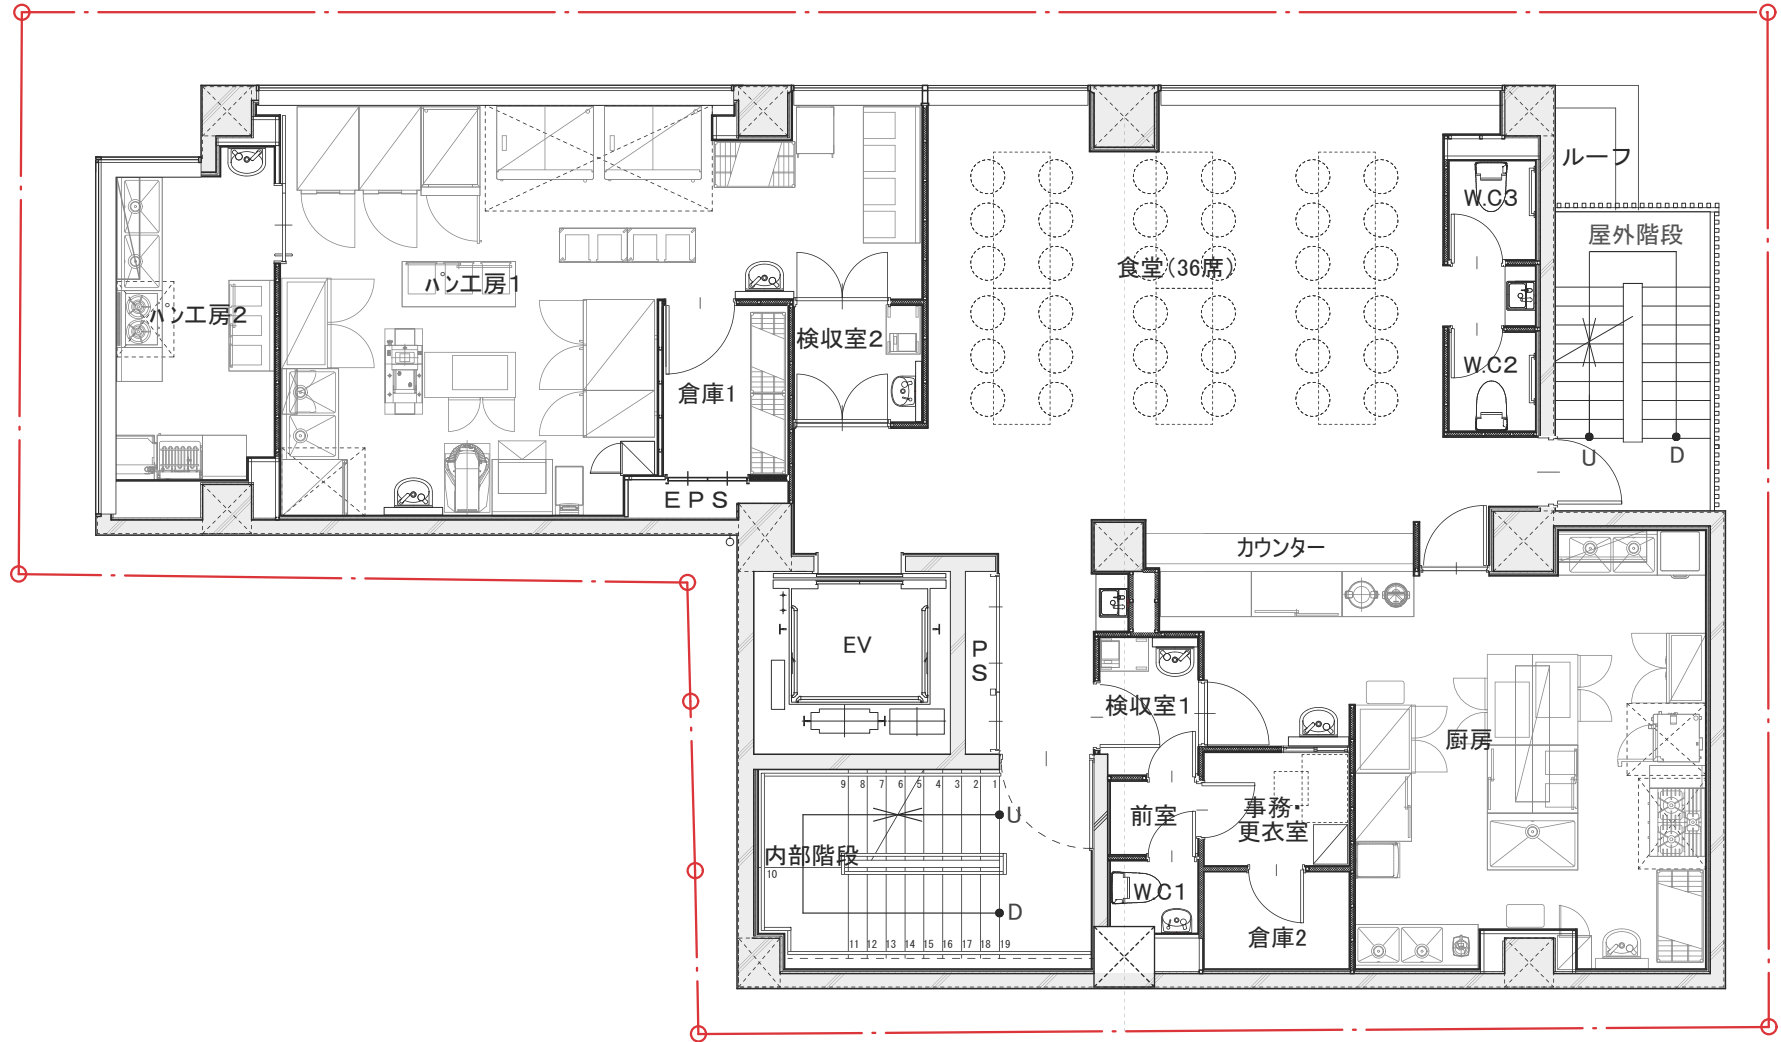 ルーフ
W.C3
屋外階段
食堂(36席)
パン工房1
パン工房2
検収室2
W.C2
倉庫1
U
D
EPS
カウンター
EV
PS
検収室1
厨房
9 8 7 6 5 4 3 2 1
U
前室
事務・
更衣室
内部階段
10
W.C1
D
倉庫2
11 12 13 14 15 16 17 18 19